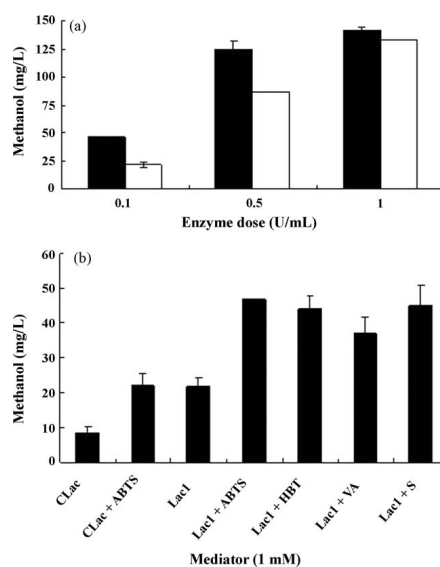 (a)
150
125
100
75
50
25
0
Methanol (mg/L)
0.1 0.5 1
Enzyme dose (U/mL)
(b)
60
50
40
30
20
10
0
Methanol (mg/L)
CLac CLac + ABTS Lac1 Lac1 + ABTS Lac1 + HBT Lac1 + VA Lac1 + S
Mediator (1 mM)